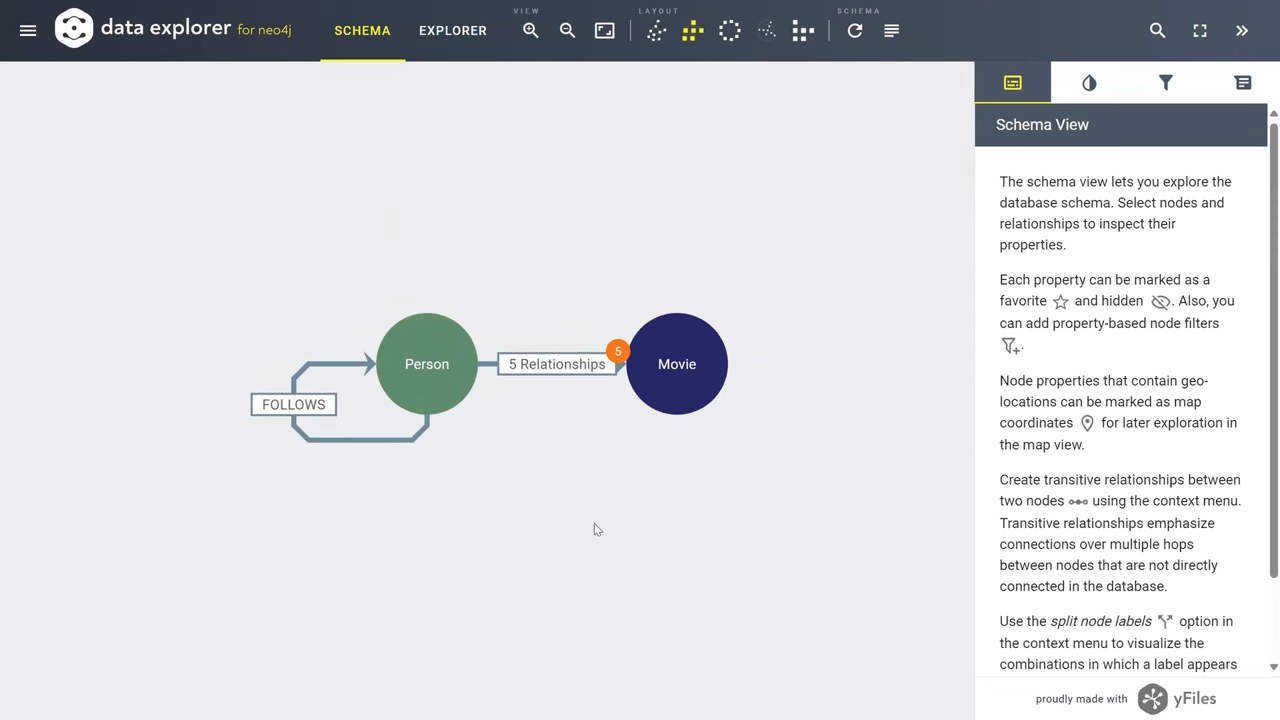 VIEW
LAYOUT
SCHEMA
data explorer for neo4j
SCHEMA
EXPLORER
Schema View
The schema view lets you explore the
database schema. Select nodes and
relationships to inspect their
properties.
Each property can be marked as a
favorite and hidden . Also, you
can add property-based node filters
.
Node properties that contain geo-
locations can be marked as map
coordinates for later exploration in
the map view.
Create transitive relationships between
two nodes using the context menu.
Transitive relationships emphasize
connections over multiple hops
between nodes that are not directly
connected in the database.
Use the split node labels option in
the context menu to visualize the
combinations in which a label appears
proudly made with yFiles
5
Person
5 Relationships
Movie
FOLLOWS